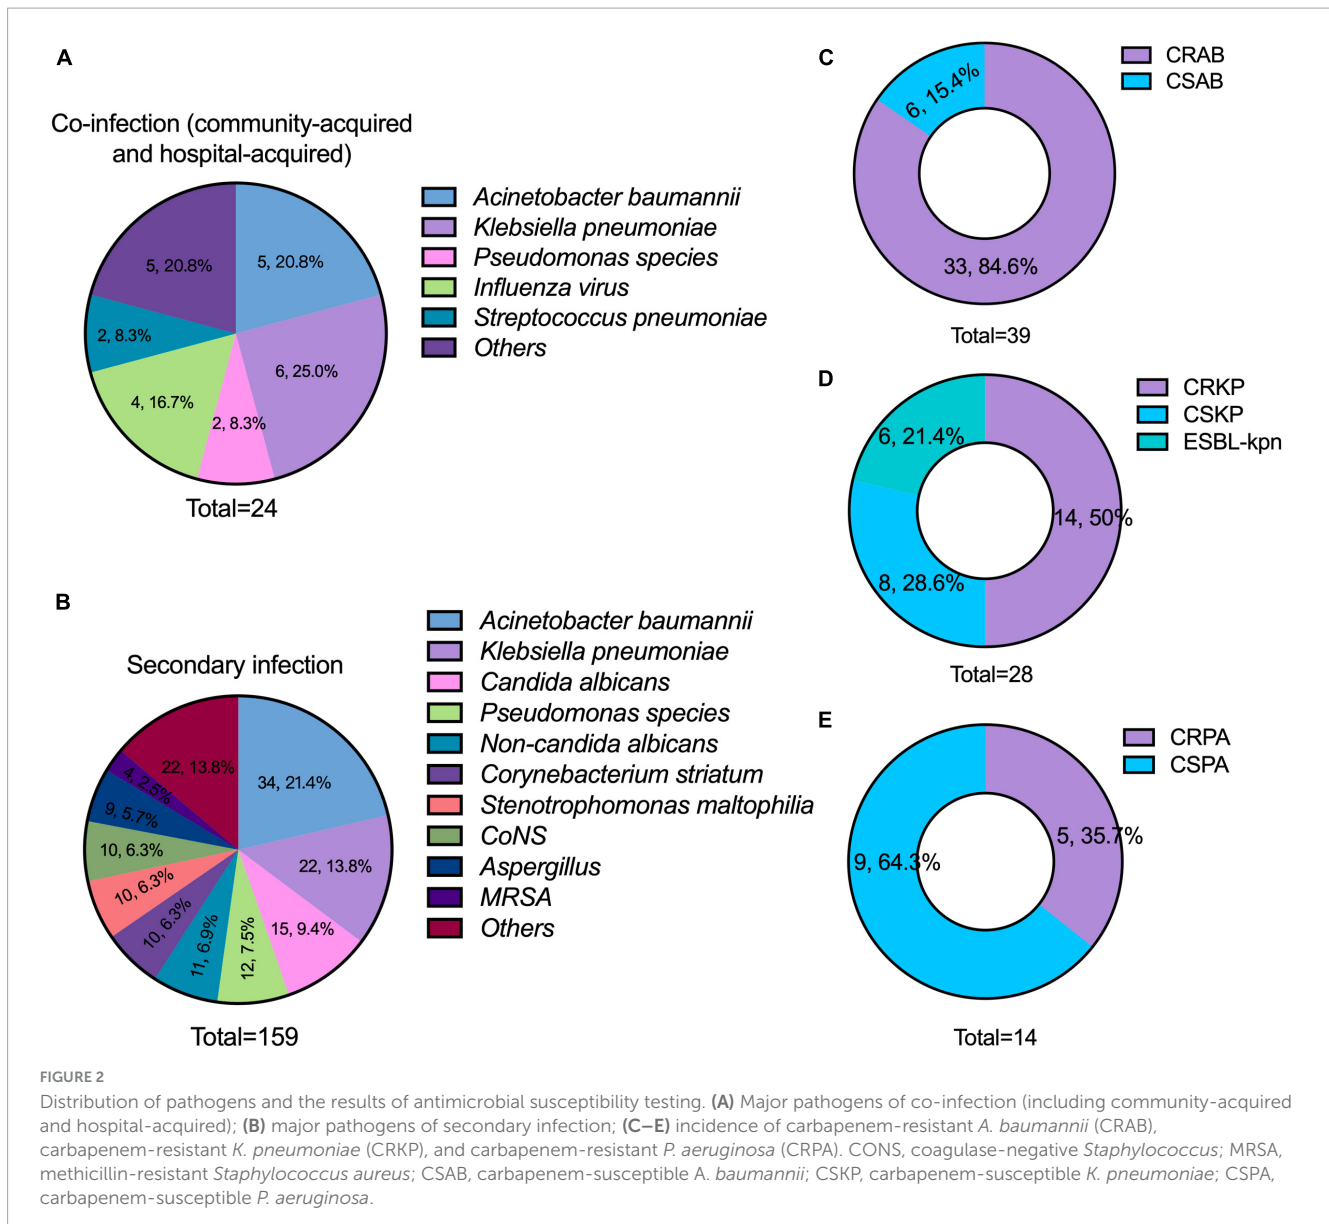 A
Co-infection (community-acquired
and hospital-acquired)
5, 20.8%
5, 20.8%
2, 8.3%
6, 25.0%
4, 16.7%
2, 8.3%
Total=24
Acinetobacter baumannii
Klebsiella pneumoniae
Pseudomonas species
Influenza virus
Streptococcus pneumoniae
Others
B
Secondary infection
22, 13.8%
4, 2.5%
34, 21.4%
9, 5.7%
10, 6.3%
22, 13.8%
10, 6.3%
10, 6.3%
11, 6.9%
12, 7.5%
15, 9.4%
Total=159
Acinetobacter baumannii
Klebsiella pneumoniae
Candida albicans
Pseudomonas species
Non-candida albicans
Corynebacterium striatum
Stenotrophomonas maltophilia
CoNS
Aspergillus
MRSA
Others
C
6, 15.4%
33, 84.6%
Total=39
CRAB
CSAB
D
6, 21.4%
14, 50%
8, 28.6%
Total=28
CRKP
CSKP
ESBL-kpn
E
5, 35.7%
9, 64.3%
Total=14
CRPA
CSPA
FIGURE 2
Distribution of pathogens and the results of antimicrobial susceptibility testing. (A) Major pathogens of co-infection (including community-acquired
and hospital-acquired); (B) major pathogens of secondary infection; (C–E) incidence of carbapenem-resistant A. baumannii (CRAB),
carbapenem-resistant K. pneumoniae (CRKP), and carbapenem-resistant P. aeruginosa (CRPA). CONS, coagulase-negative Staphylococcus; MRSA,
methicillin-resistant Staphylococcus aureus; CSAB, carbapenem-susceptible A. baumannii; CSKP, carbapenem-susceptible K. pneumoniae; CSPA,
carbapenem-susceptible P. aeruginosa.